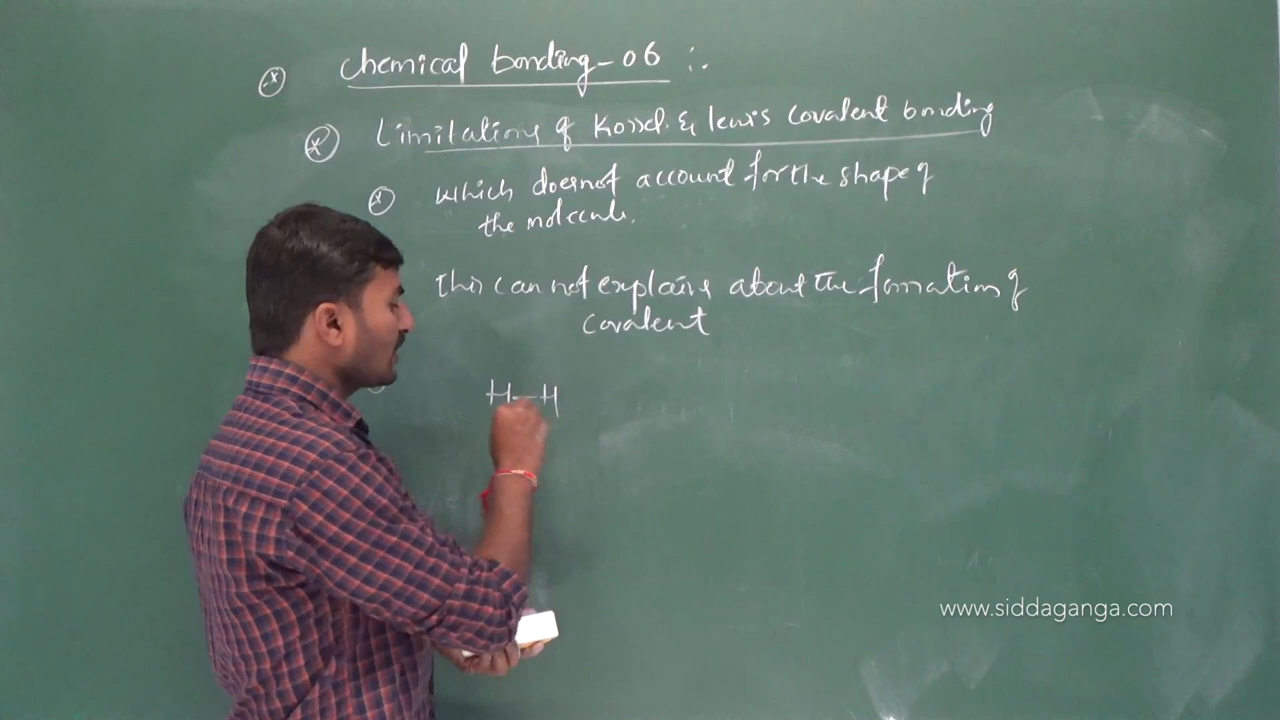 Chemical bonding-06 :.
Limitations of Kossel & lewis covalent bonding
which doesnot account for the shape of
the molecule.
this can not explains about the formation of
covalent
H-H
www.siddaganga.com